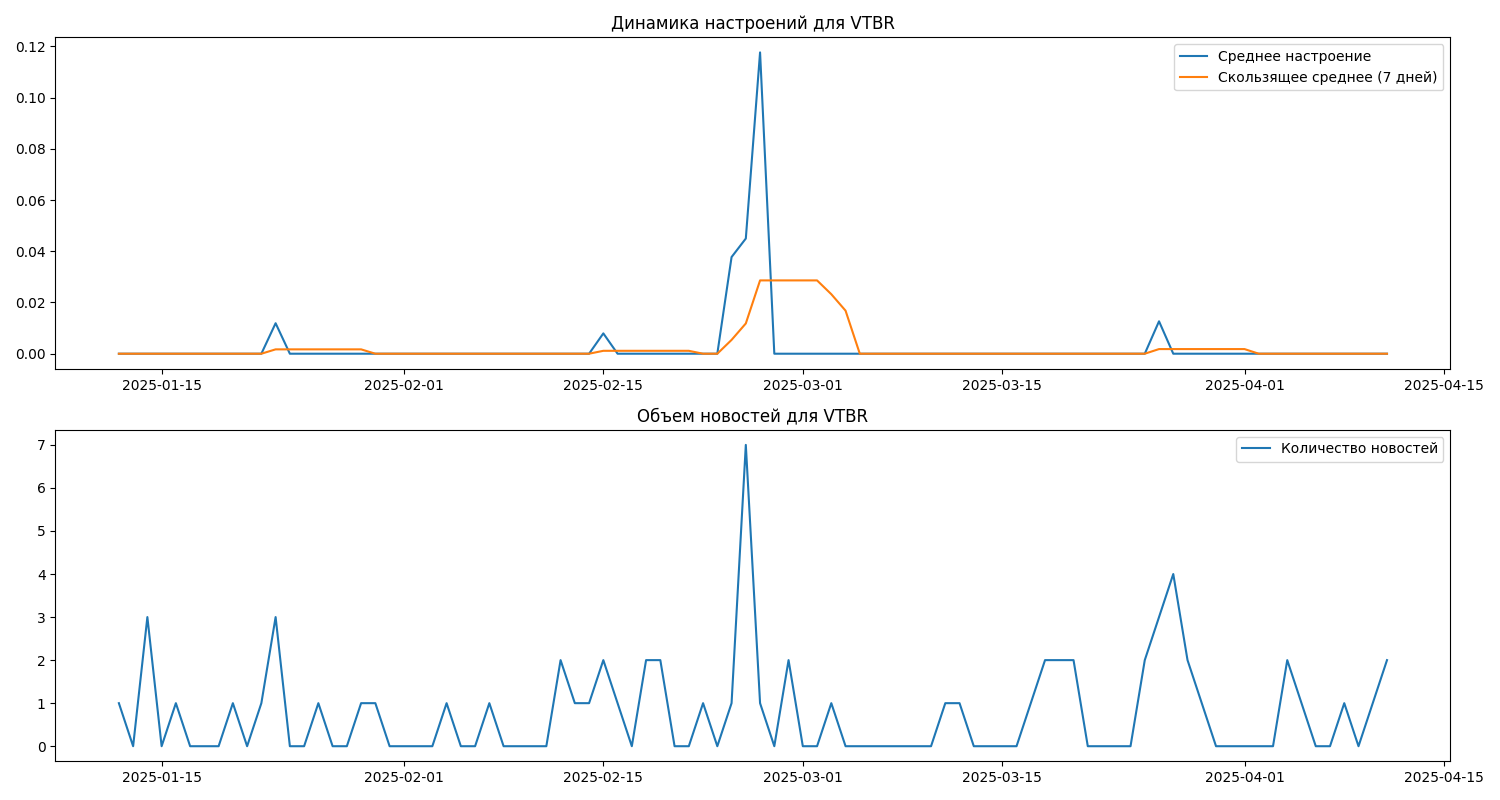 Динамика настроений для VTBR
0.12
0.10
0.08
0.06
0.04
0.02
0.00
Среднее настроение
Скользящее среднее (7 дней)
2025-01-15 2025-02-01 2025-02-15 2025-03-01 2025-03-15 2025-04-01 2025-04-15
Объем новостей для VTBR
7
6
5
4
3
2
1
0
Количество новостей
2025-01-15 2025-02-01 2025-02-15 2025-03-01 2025-03-15 2025-04-01 2025-04-15